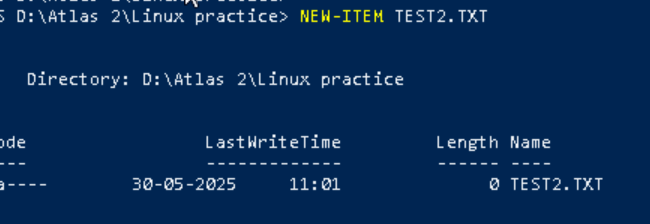 S D:\Atlas 2\Linux practice> NEW-ITEM TEST2.TXT
Directory: D:\Atlas 2\Linux practice
ode LastWriteTime Length Name
--- ------------- ------ ----
a---- 30-05-2025 11:01 0 TEST2.TXT